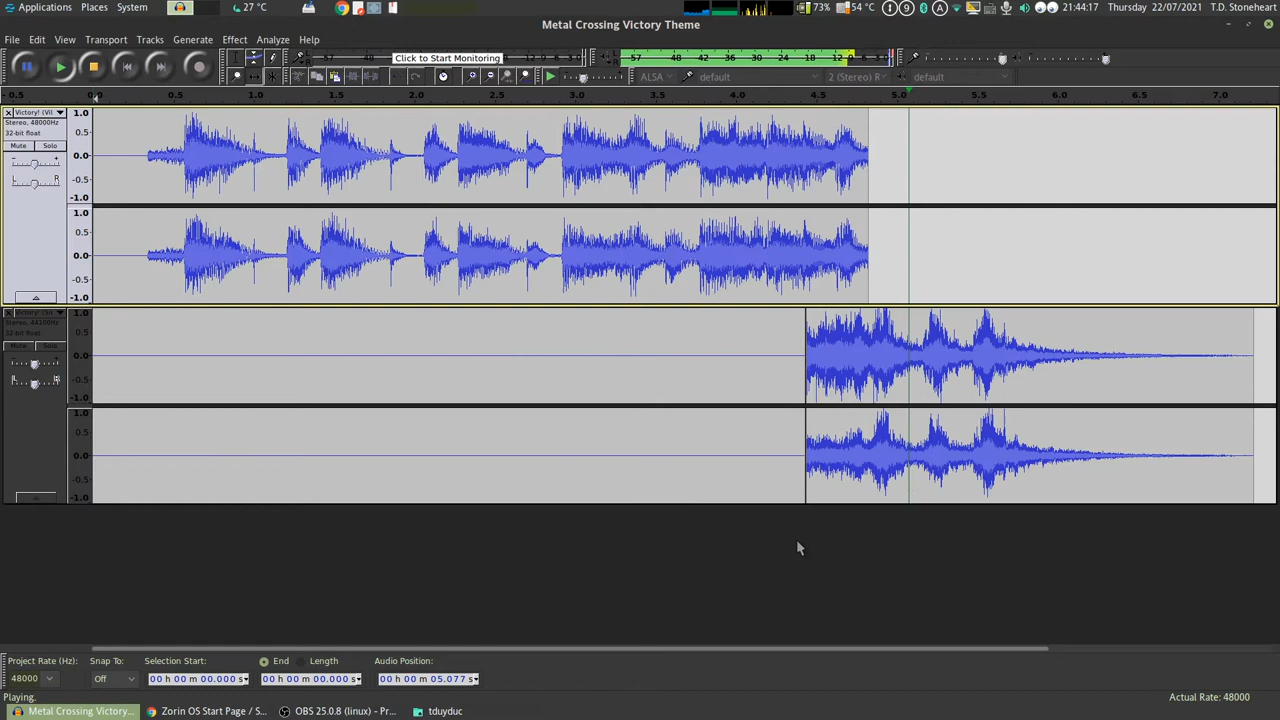 Applications Places System 27 °C 73% 54 °C 21:44:17 Thursday 22/07/2021 T.D. Stoneheart
Metal Crossing Victory Theme
File Edit View Transport Tracks Generate Effect Analyze Help
Click to Start Monitoring
ALSA default 2 (Stereo) R default
- 0.5 0.0 0.5 1.0 1.5 2.0 2.5 3.0 3.5 4.0 4.5 5.0 5.5 6.0 6.5 7.0
Victory! (Vil
Stereo, 48000Hz
32-bit float
Mute Solo
- +
L R
1.0
0.5
0.0
-0.5
-1.0
1.0
0.5
0.0
-0.5
-1.0
Stereo, 44100Hz
32-bit float
Mute Solo
1.0
0.5
0.0
-0.5
-1.0
1.0
0.5
0.0
-0.5
-1.0
Project Rate (Hz): Snap To: Selection Start: End Length Audio Position:
48000 Off 00 h 00 m 00.000 s 00 h 00 m 00.000 s 00 h 00 m 05.077 s
Playing. Actual Rate: 48000
Metal Crossing Victory... Zorin OS Start Page / S... OBS 25.0.8 (linux) - Pr... tduyduc